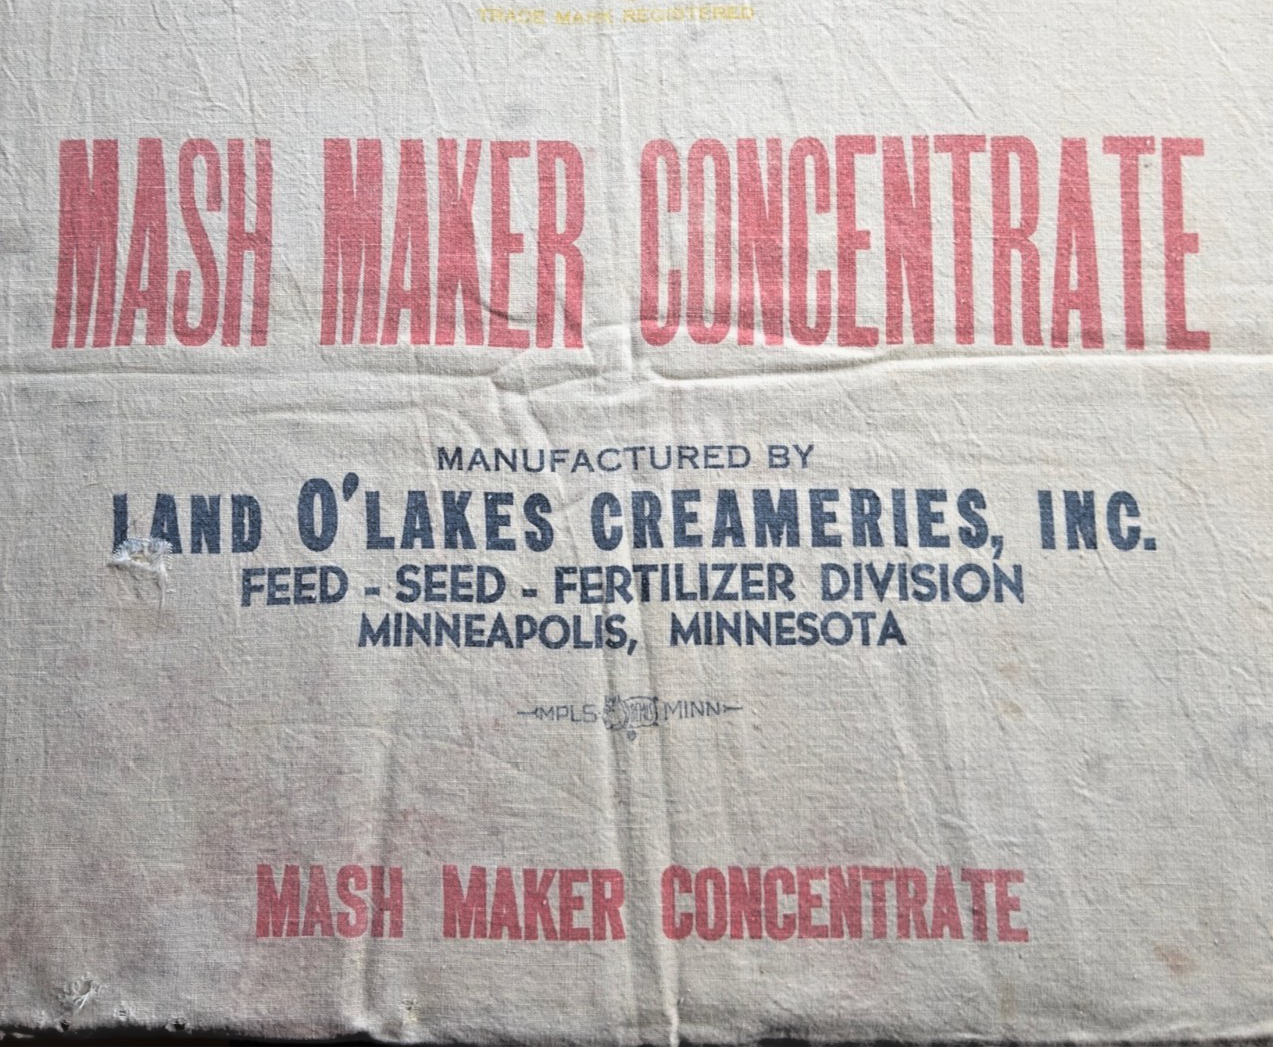 TRADE MARK REGISTERED
MASH MAKER CONCENTRATE
MANUFACTURED BY
LAND O'LAKES CREAMERIES, INC.
FEED - SEED - FERTILIZER DIVISION
MINNEAPOLIS, MINNESOTA
MPLS BEMIS MINN
MASH MAKER CONCENTRATE